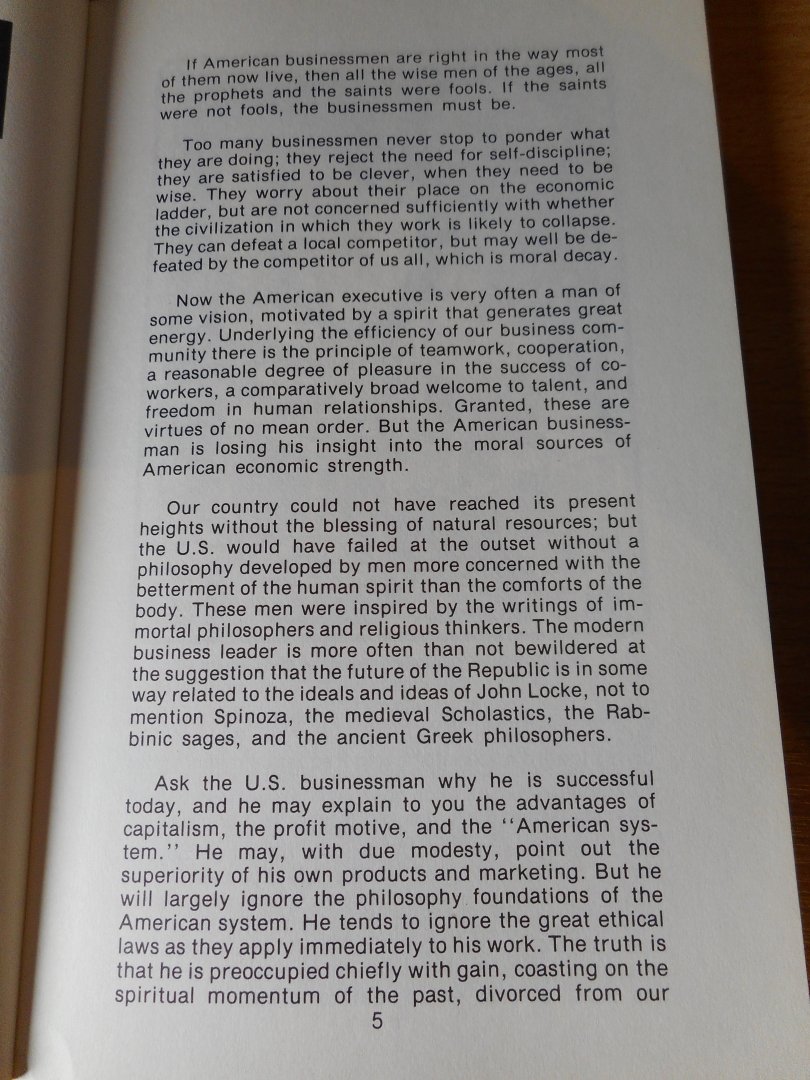 If American businessmen are right in the way most
of them now live, then all the wise men of the ages, all
the prophets and the saints were fools. If the saints
were not fools, the businessmen must be.
Too many businessmen never stop to ponder what
they are doing; they reject the need for self-discipline;
they are satisfied to be clever, when they need to be
wise. They worry about their place on the economic
ladder, but are not concerned sufficiently with whether
the civilization in which they work is likely to collapse.
They can defeat a local competitor, but may well be de-
feated by the competitor of us all, which is moral decay.
Now the American executive is very often a man of
some vision, motivated by a spirit that generates great
energy. Underlying the efficiency of our business com-
munity there is the principle of teamwork, cooperation,
a reasonable degree of pleasure in the success of co-
workers, a comparatively broad welcome to talent, and
freedom in human relationships. Granted, these are
virtues of no mean order. But the American business-
man is losing his insight into the moral sources of
American economic strength.
Our country could not have reached its present
heights without the blessing of natural resources; but
the U.S. would have failed at the outset without a
philosophy developed by men more concerned with the
betterment of the human spirit than the comforts of the
body. These men were inspired by the writings of im-
mortal philosophers and religious thinkers. The modern
business leader is more often than not bewildered at
the suggestion that the future of the Republic is in some
way related to the ideals and ideas of John Locke, not to
mention Spinoza, the medieval Scholastics, the Rab-
binic sages, and the ancient Greek philosophers.
Ask the U.S. businessman why he is successful
today, and he may explain to you the advantages of
capitalism, the profit motive, and the ''American sys-
tem.'' He may, with due modesty, point out the
superiority of his own products and marketing. But he
will largely ignore the philosophy foundations of the
American system. He tends to ignore the great ethical
laws as they apply immediately to his work. The truth is
that he is preoccupied chiefly with gain, coasting on the
spiritual momentum of the past, divorced from our
5